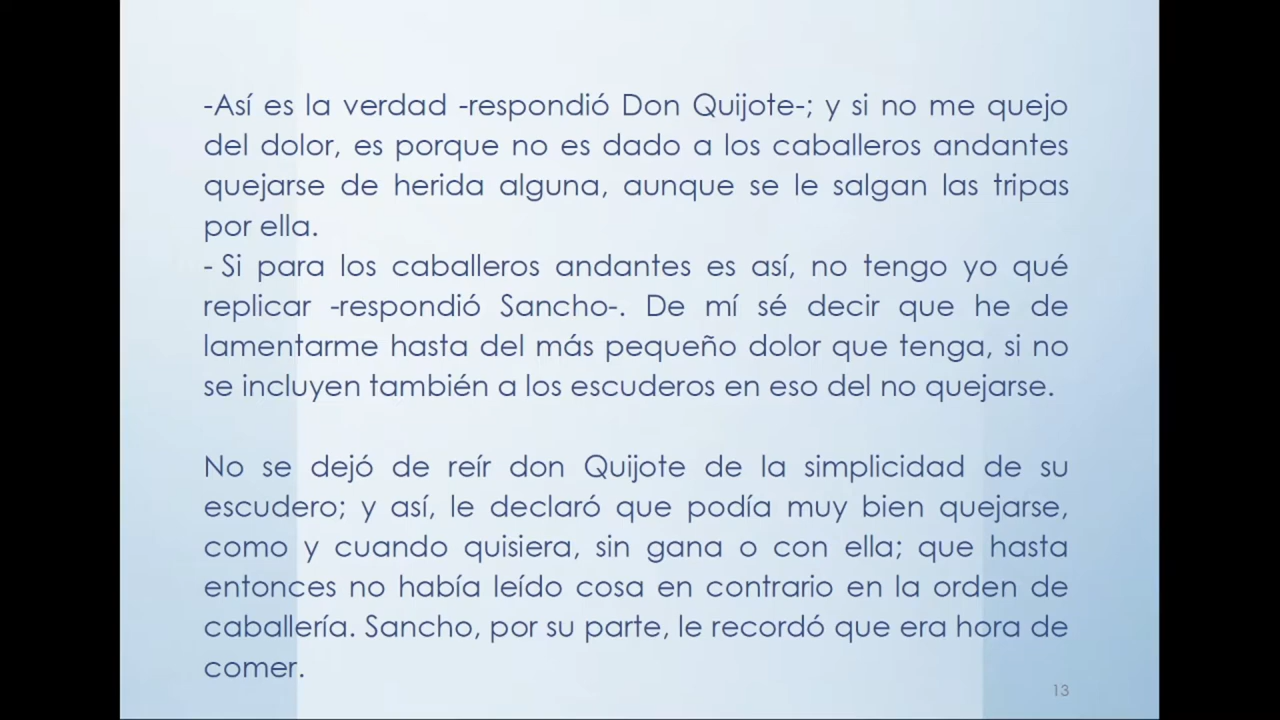 -Así es la verdad -respondió Don Quijote-; y si no me quejo
del dolor, es porque no es dado a los caballeros andantes
quejarse de herida alguna, aunque se le salgan las tripas
por ella.
- Si para los caballeros andantes es así, no tengo yo qué
replicar -respondió Sancho-. De mí sé decir que he de
lamentarme hasta del más pequeño dolor que tenga, si no
se incluyen también a los escuderos en eso del no quejarse.
No se dejó de reír don Quijote de la simplicidad de su
escudero; y así, le declaró que podía muy bien quejarse,
como y cuando quisiera, sin gana o con ella; que hasta
entonces no había leído cosa en contrario en la orden de
caballería. Sancho, por su parte, le recordó que era hora de
comer.
13